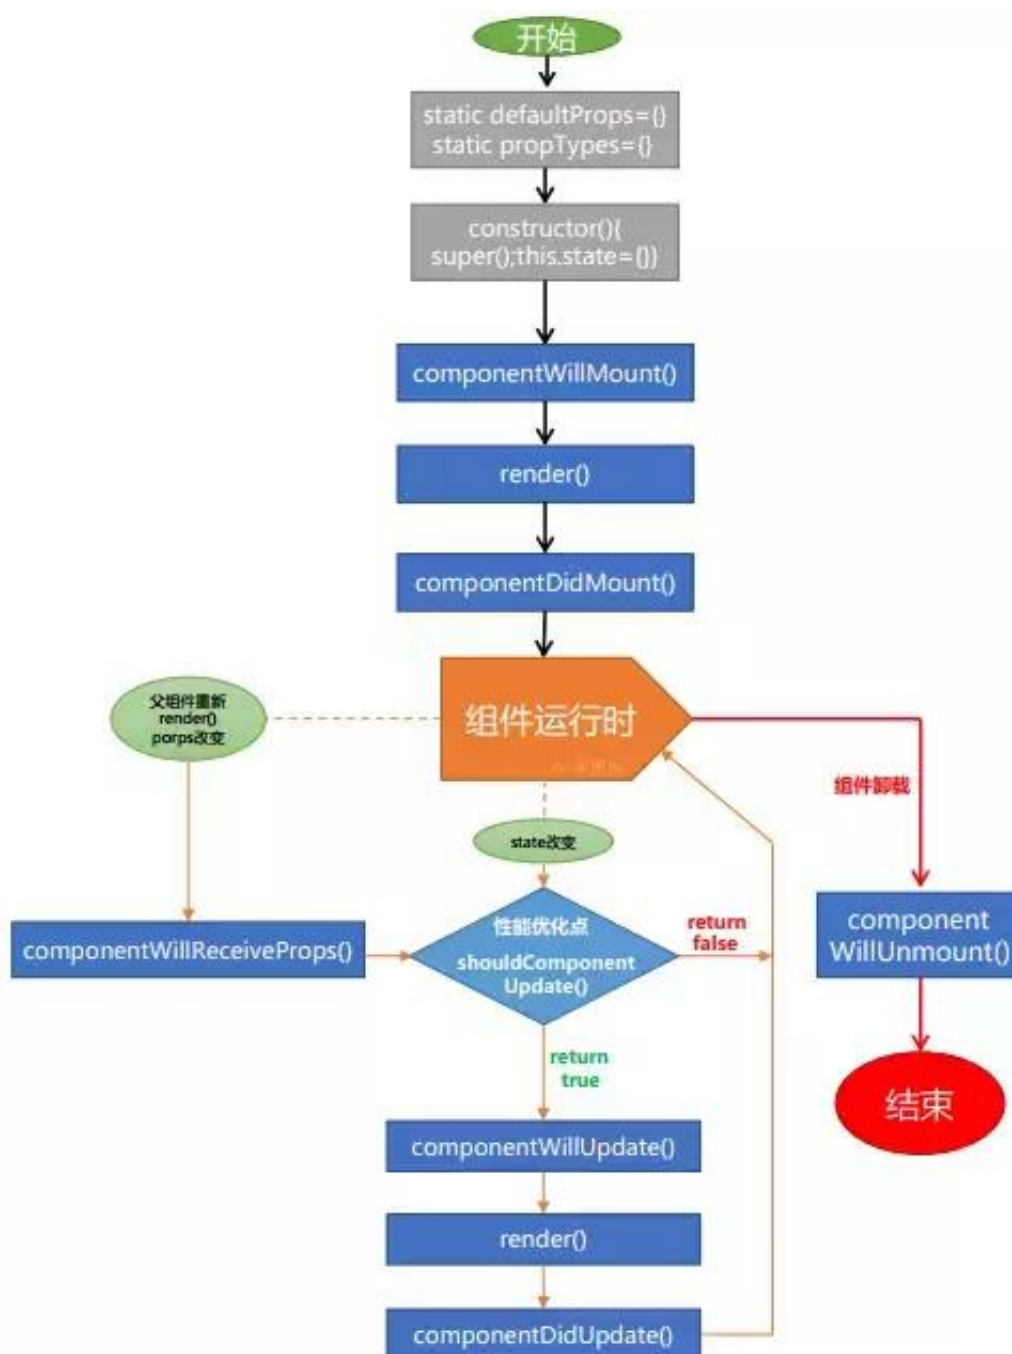 开始
static defaultProps={}
static propTypes={}
constructor(){
super();this.state={}}
componentWillMount()
render()
componentDidMount()
父组件重新
render()
porps改变
组件运行时
组件卸载
state改变
componentWillReceiveProps()
性能优化点
shouldComponent
Update()
return
false
component
WillUnmount()
return
true
结束
componentWillUpdate()
render()
componentDidUpdate()